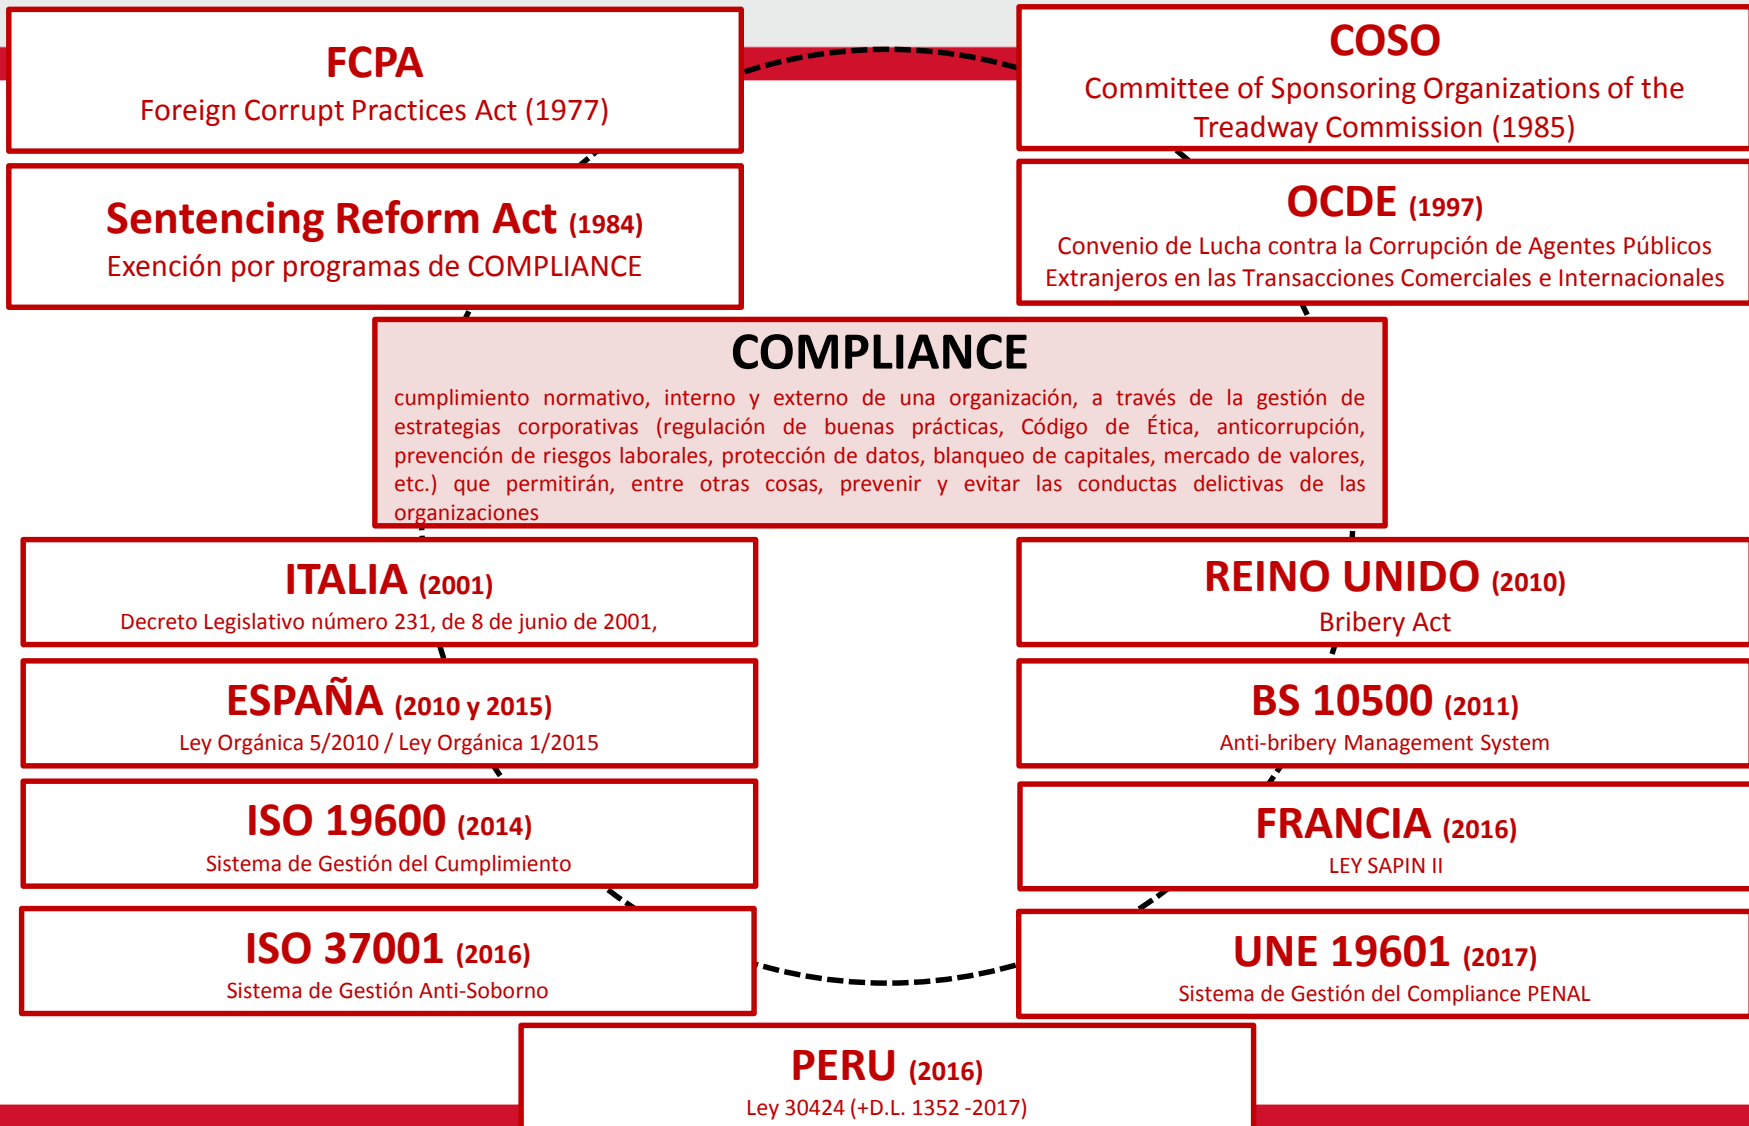 FCPA
Foreign Corrupt Practices Act (1977)
COSO
Committee of Sponsoring Organizations of the
Treadway Commission (1985)
Sentencing Reform Act (1984)
Exención por programas de COMPLIANCE
OCDE (1997)
Convenio de Lucha contra la Corrupción de Agentes Públicos
Extranjeros en las Transacciones Comerciales e Internacionales
COMPLIANCE
cumplimiento normativo, interno y externo de una organización, a través de la gestión de
estrategias corporativas (regulación de buenas prácticas, Código de Ética, anticorrupción,
prevención de riesgos laborales, protección de datos, blanqueo de capitales, mercado de valores,
etc.) que permitirán, entre otras cosas, prevenir y evitar las conductas delictivas de las
organizaciones
ITALIA (2001)
Decreto Legislativo número 231, de 8 de junio de 2001,
REINO UNIDO (2010)
Bribery Act
ESPAÑA (2010 y 2015)
Ley Orgánica 5/2010 / Ley Orgánica 1/2015
BS 10500 (2011)
Anti-bribery Management System
ISO 19600 (2014)
Sistema de Gestión del Cumplimiento
FRANCIA (2016)
LEY SAPIN II
ISO 37001 (2016)
Sistema de Gestión Anti-Soborno
UNE 19601 (2017)
Sistema de Gestión del Compliance PENAL
PERU (2016)
Ley 30424 (+D.L. 1352 -2017)